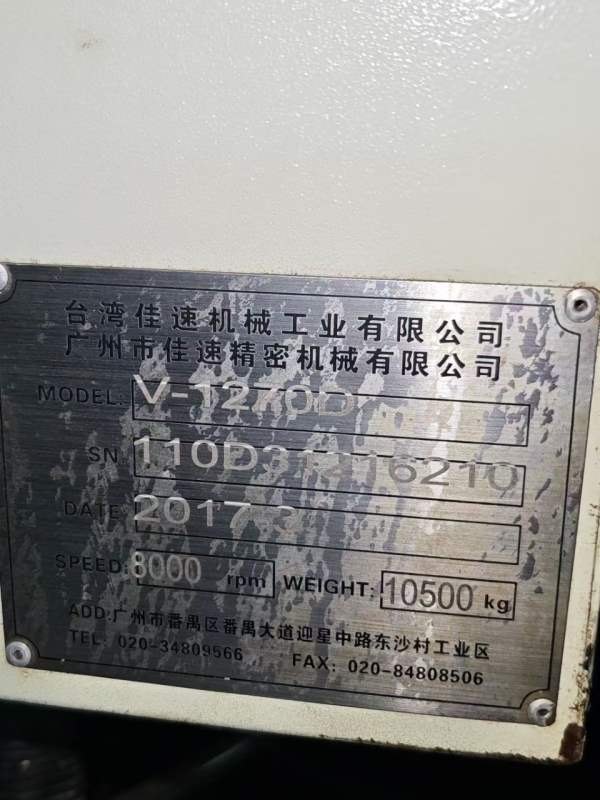 台湾佳速机械工业有限公司
广州市佳速精密机械有限公司
MODEL: V-1270D
SN
DATE: 2017.3
SPEED: 8000 rpm WEIGHT: 10500 kg
ADD:广州市番禺区番禺大道迎星中路东沙村工业区
TEL: 020-34809566 FAX: 020-84808506